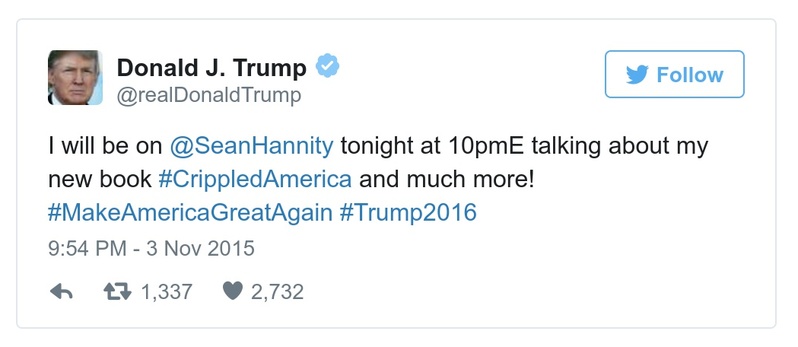 Donald J. Trump
@realDonaldTrump
Follow
I will be on @SeanHannity tonight at 10pmE talking about my
new book #CrippledAmerica and much more!
#MakeAmericaGreatAgain #Trump2016
9:54 PM - 3 Nov 2015
1,337 2,732